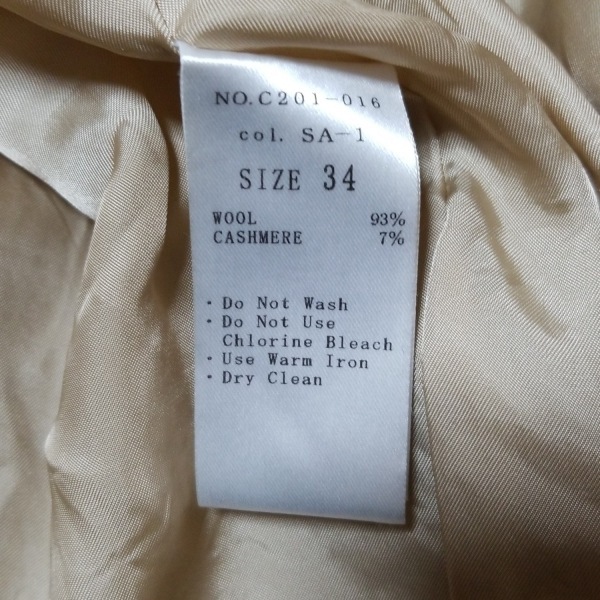 NO.C201-016
col. SA-1
SIZE 34
WOOL 93%
CASHMERE 7%
· Do Not Wash
· Do Not Use
Chlorine Bleach
· Use Warm Iron
· Dry Clean